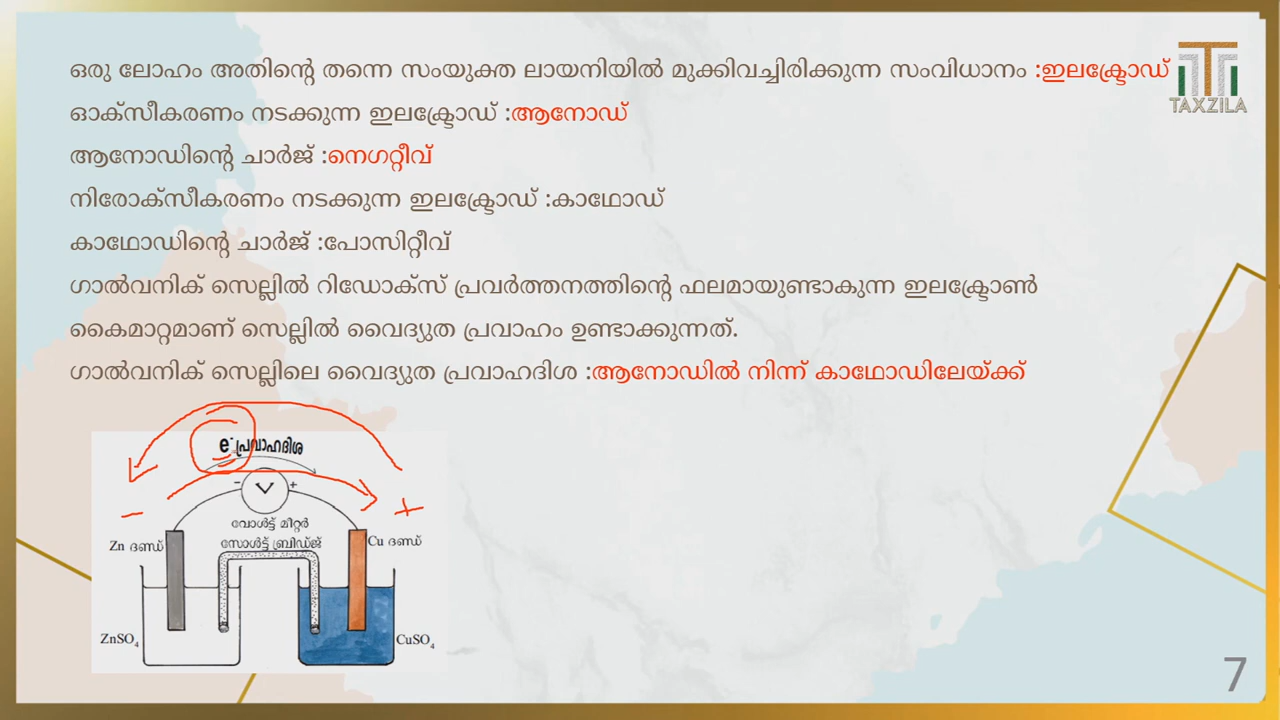 ഒരു ലോഹം അതിന്റെ തന്നെ സംയുക്ത ലായനിയിൽ മുക്കിവച്ചിരിക്കുന്ന സംവിധാനം :ഇലക്ട്രോഡ്
TAXZILA
ഓക്സീകരണം നടക്കുന്ന ഇലക്ട്രോഡ് :ആനോഡ്
ആനോഡിന്റെ ചാർജ് :നെഗറ്റീവ്
നിരോക്സീകരണം നടക്കുന്ന ഇലക്ട്രോഡ് :കാഥോഡ്
കാഥോഡിന്റെ ചാർജ് :പോസിറ്റീവ്
ഗാൽവനിക് സെല്ലിൽ റിഡോക്സ് പ്രവർത്തനത്തിന്റെ ഫലമായുണ്ടാകുന്ന ഇലക്ട്രോൺ
കൈമാറ്റമാണ് സെല്ലിൽ വൈദ്യുത പ്രവാഹം ഉണ്ടാക്കുന്നത്.
ഗാൽവനിക് സെല്ലിലെ വൈദ്യുത പ്രവാഹദിശ :ആനോഡിൽ നിന്ന് കാഥോഡിലേയ്ക്ക്
e⁻ പ്രവാഹദിശ
− V +
− +
വോൾട്ട് മീറ്റർ
Zn ദണ്ഡ് സോൾട്ട് ബ്രിഡ്ജ് Cu ദണ്ഡ്
ZnSO₄ CuSO₄
7